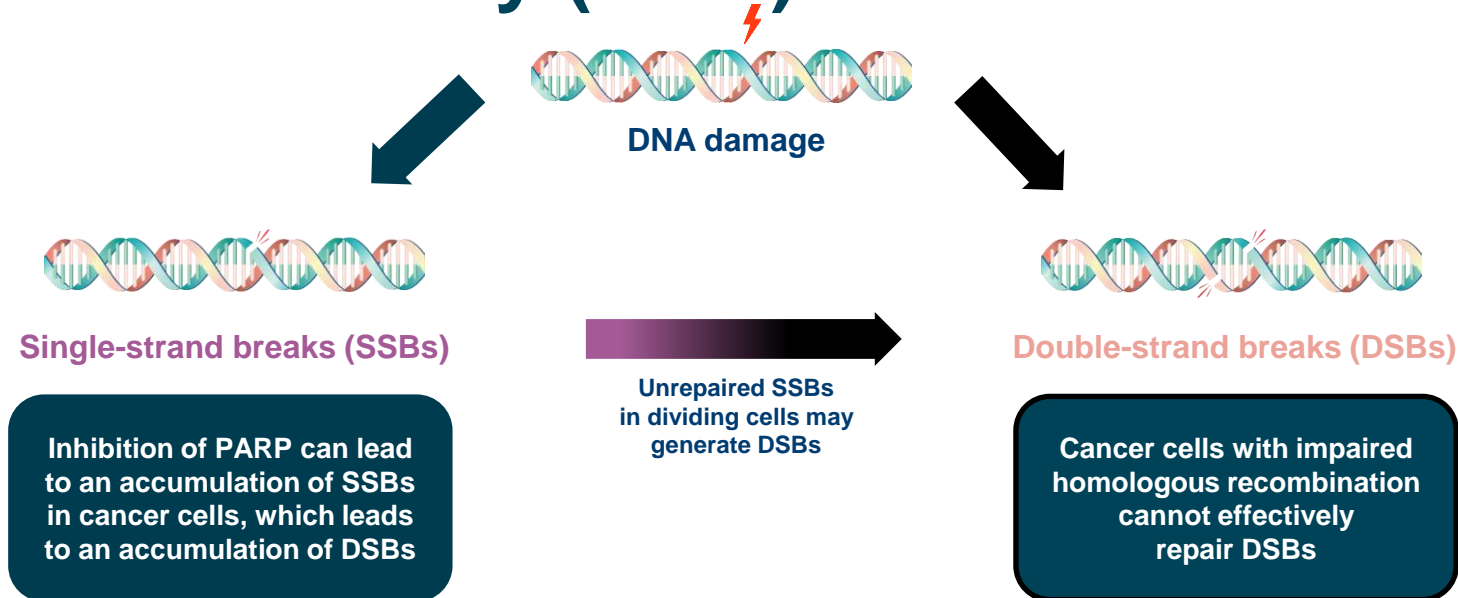 DNA damage
Single-strand breaks (SSBs)
Double-strand breaks (DSBs)
Unrepaired SSBs
in dividing cells may
generate DSBs
Inhibition of PARP can lead
to an accumulation of SSBs
in cancer cells, which leads
to an accumulation of DSBs
Cancer cells with impaired
homologous recombination
cannot effectively
repair DSBs